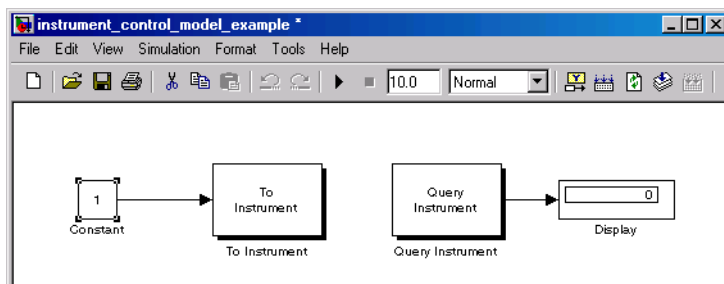 instrument_control_model_example *
File Edit View Simulation Format Tools Help
10.0 Normal
1
To
Instrument
Query
Instrument
0
Constant
To Instrument
Query Instrument
Display